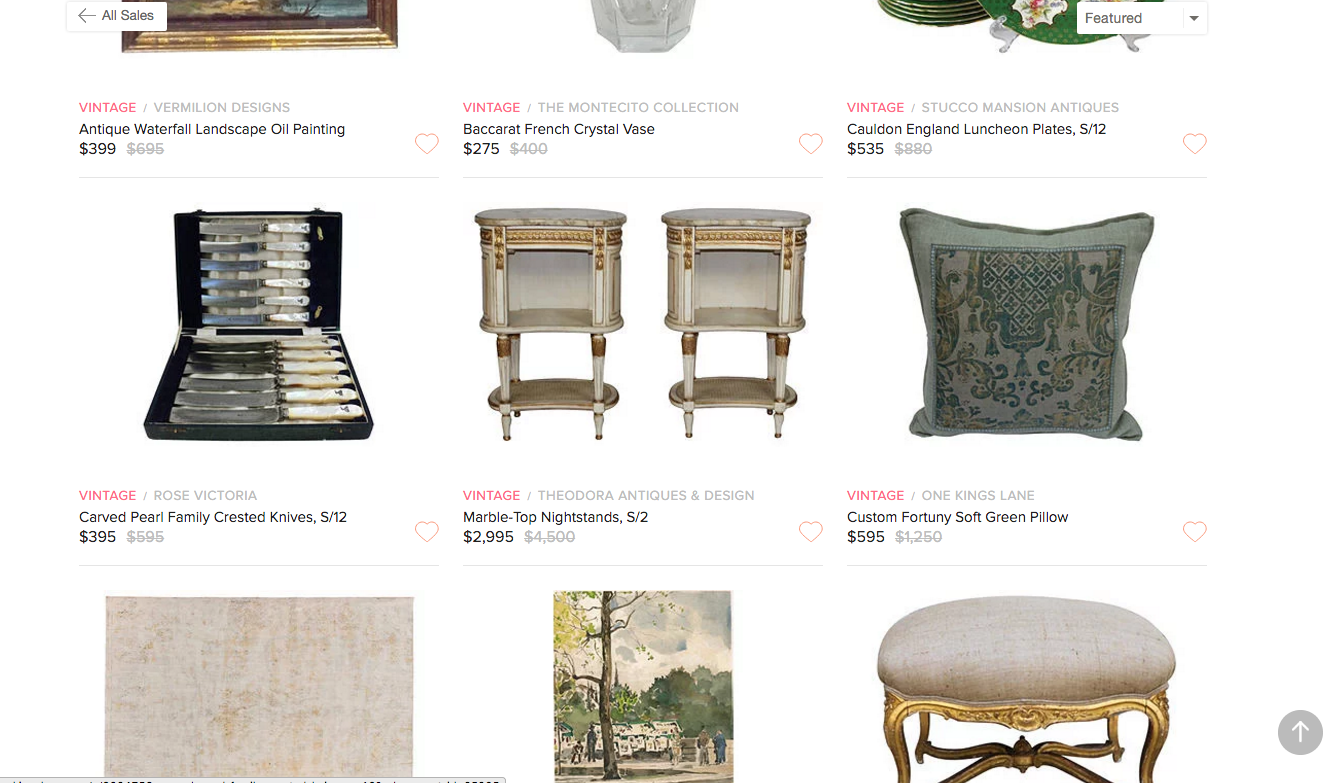 All Sales
Featured
VINTAGE / VERMILION DESIGNS
Antique Waterfall Landscape Oil Painting
$399 $695
VINTAGE / THE MONTECITO COLLECTION
Baccarat French Crystal Vase
$275 $400
VINTAGE / STUCCO MANSION ANTIQUES
Cauldon England Luncheon Plates, S/12
$535 $880
VINTAGE / ROSE VICTORIA
Carved Pearl Family Crested Knives, S/12
$395 $595
VINTAGE / THEODORA ANTIQUES & DESIGN
Marble-Top Nightstands, S/2
$2,995 $4,500
VINTAGE / ONE KINGS LANE
Custom Fortuny Soft Green Pillow
$595 $1,250